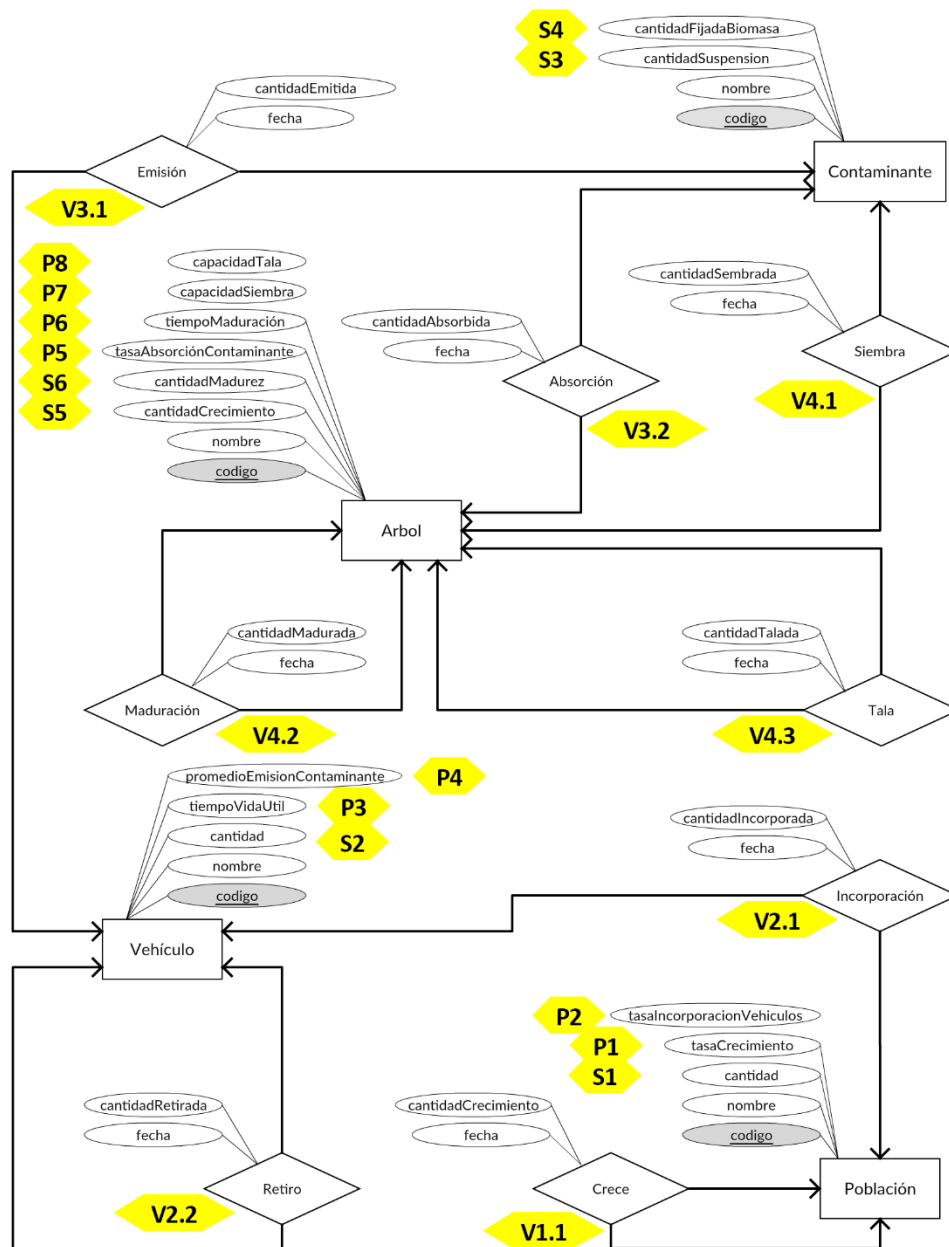 S4
cantidadFijadaBiomasa
S3
cantidadSuspension
nombre
codigo
Contaminante
cantidadEmitida
fecha
Emisión
V3.1
P8
capacidadTala
P7
capacidadSiembra
P6
tiempoMaduración
P5
tasaAbsorciónContaminante
S6
cantidadMadurez
S5
cantidadCrecimiento
nombre
codigo
Arbol
cantidadAbsorbida
fecha
Absorción
V3.2
cantidadSembrada
fecha
Siembra
V4.1
cantidadMadurada
fecha
Maduración
V4.2
cantidadTalada
fecha
Tala
V4.3
promedioEmisionContaminante
P4
tiempoVidaUtil
P3
cantidad
S2
nombre
codigo
Vehículo
cantidadIncorporada
fecha
Incorporación
V2.1
P2
tasaIncorporacionVehiculos
P1
tasaCrecimiento
S1
cantidad
nombre
codigo
Población
cantidadRetirada
fecha
Retiro
V2.2
cantidadCrecimiento
fecha
Crece
V1.1